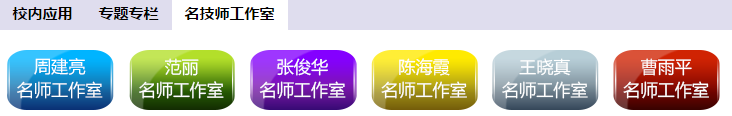 校内应用 专题专栏 名技师工作室
周建亮 范丽 张俊华 陈海霞 王晓真 曹雨平
名师工作室 名师工作室 名师工作室 名师工作室 名师工作室 名师工作室